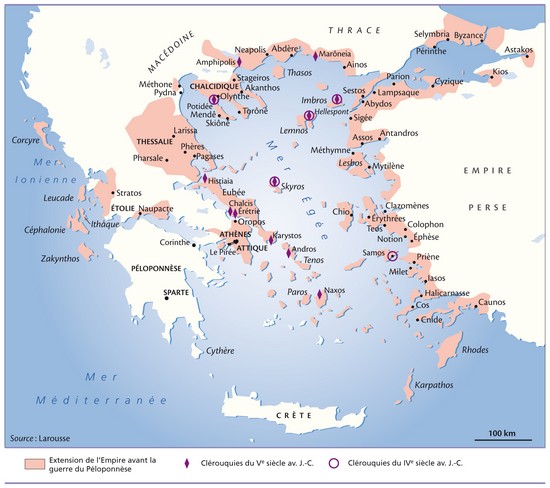 THRACE
MACÉDOINE
Selymbria
Byzance
Périnthe
Astakos
Neapolis
Abdère
Marôneia
Amphipolis
Ainos
Kios
Thasos
Stageiros
Parion
Cyzique
Méthone
CHALCIDIQUE
Akanthos
Sestos
Lampsaque
Pydna
Olynthe
Imbros
Abydos
Potidée
Hellespont
Mendè
Torônè
Sigée
Skiônè
Lemnos
Larissa
Assos
Antandros
Corcyre
THESSALIE
Phères
Méthymne
Pharsale
Pagases
Lesbos
Mytilène
Mer
Ionienne
Mer Égée
EMPIRE
PERSE
Histiaia
Skyros
Leucade
Stratos
Eubée
ÉTOLIE
Naupacte
Chalcis
Érétrie
Chio
Clazomènes
Ithaque
Oropos
Érythrées
Colophon
Céphalonie
ATHÈNES
Karystos
Teos
Notion
Éphèse
Corinthe
ATTIQUE
Andros
Samos
Zakynthos
Le Pirée
Tenos
Priène
PÉLOPONNÈSE
Milet
Iasos
SPARTE
Paros
Naxos
Halicarnasse
Cos
Caunos
Cnide
Cythère
Rhodes
Mer
Méditerranée
Karpathos
CRÈTE
Source : Larousse
100 km
Extension de l'Empire avant la
guerre du Péloponnèse
Clérouquies du Ve siècle av. J.-C.
Clérouquies du IVe siècle av. J.-C.